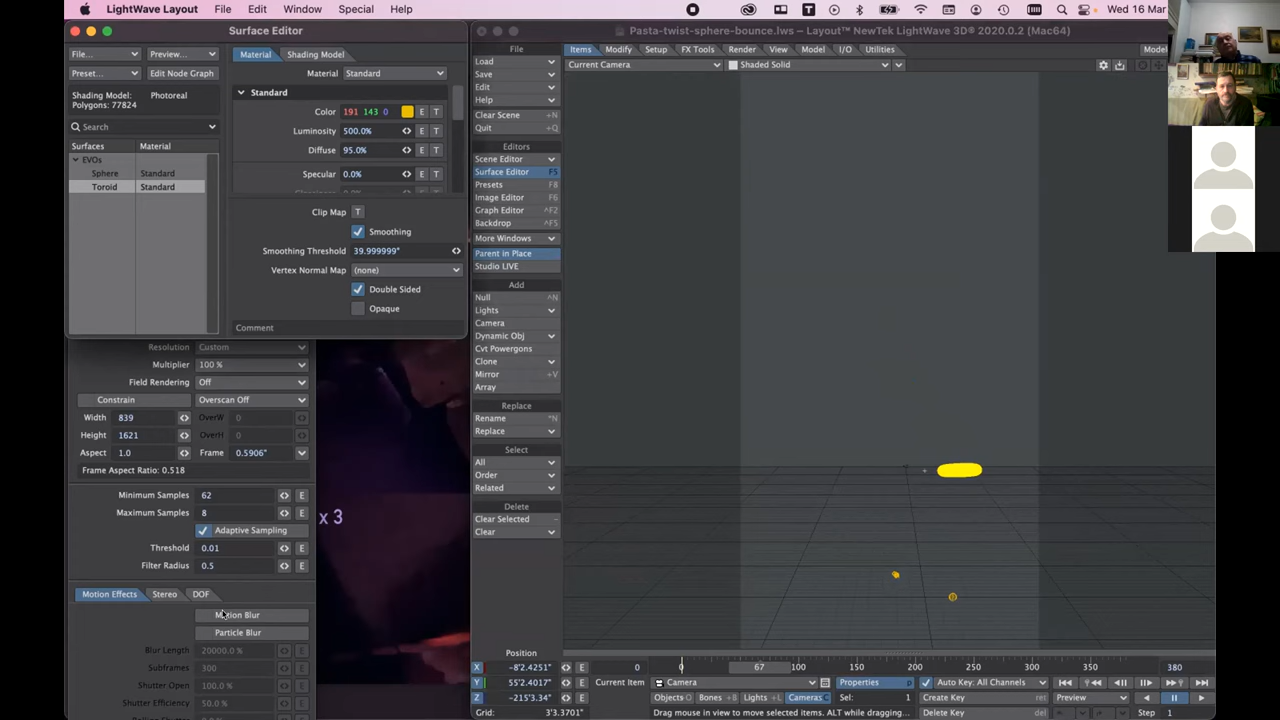 LightWave Layout File Edit Window Special Help
Wed 16 Mar
Surface Editor
File... Preview...
Preset... Edit Node Graph
Shading Model: Photoreal
Polygons: 77824
Search
Surfaces Material
EVOs
Sphere Standard
Toroid Standard
Material Shading Model
Material Standard
Standard
Color 191 143 0 E T
Luminosity 500.0% E T
Diffuse 95.0% E T
Specular 0.0% E T
Clip Map T
Smoothing
Smoothing Threshold 39.999999°
Vertex Normal Map (none)
Double Sided
Opaque
Comment
Resolution Custom
Multiplier 100 %
Field Rendering Off
Constrain Overscan Off
Width 839 OverW 0
Height 1621 OverH 0
Aspect 1.0 Frame 0.5906"
Frame Aspect Ratio: 0.518
Minimum Samples 62 E
Maximum Samples 8 E
Adaptive Sampling
Threshold 0.01 E
Filter Radius 0.5 E
Motion Effects Stereo DOF
Motion Blur
Particle Blur
Blur Length 20000.0 % E
Subframes 300 E
Shutter Open 100.0 % E
Shutter Efficiency 50.0 % E
x 3
Pasta-twist-sphere-bounce.lws – LightWave Layout™ NewTek LightWave 3D® 2020.0.2 (Mac64)
File
Items Modify Setup FX Tools Render View Model I/O Utilities Model
Load
Save
Edit
Help
Clear Scene +N
Quit +Q
Current Camera Shaded Solid
Editors
Scene Editor
Surface Editor F5
Presets F8
Image Editor F6
Graph Editor ^F2
Backdrop ^F5
More Windows
Parent in Place
Studio LIVE
Add
Null ^N
Lights
Camera
Dynamic Obj
Cvt Powergons
Clone
Mirror +V
Array
Replace
Rename
Replace
Select
All
Order
Related
Delete
Clear Selected –
Clear
Position
X -8'2.4251"
Y 55'2.4017"
Z -215'3.34"
Grid: 3'3.3701"
0 0 67 100 150 200 250 300 350 380
Current Item Camera Properties Auto Key: All Channels
Objects O Bones +B Lights +L Cameras Sel: 1 Create Key ret Preview
Drag mouse in view to move selected items. ALT while dragging... Delete Key Step 1